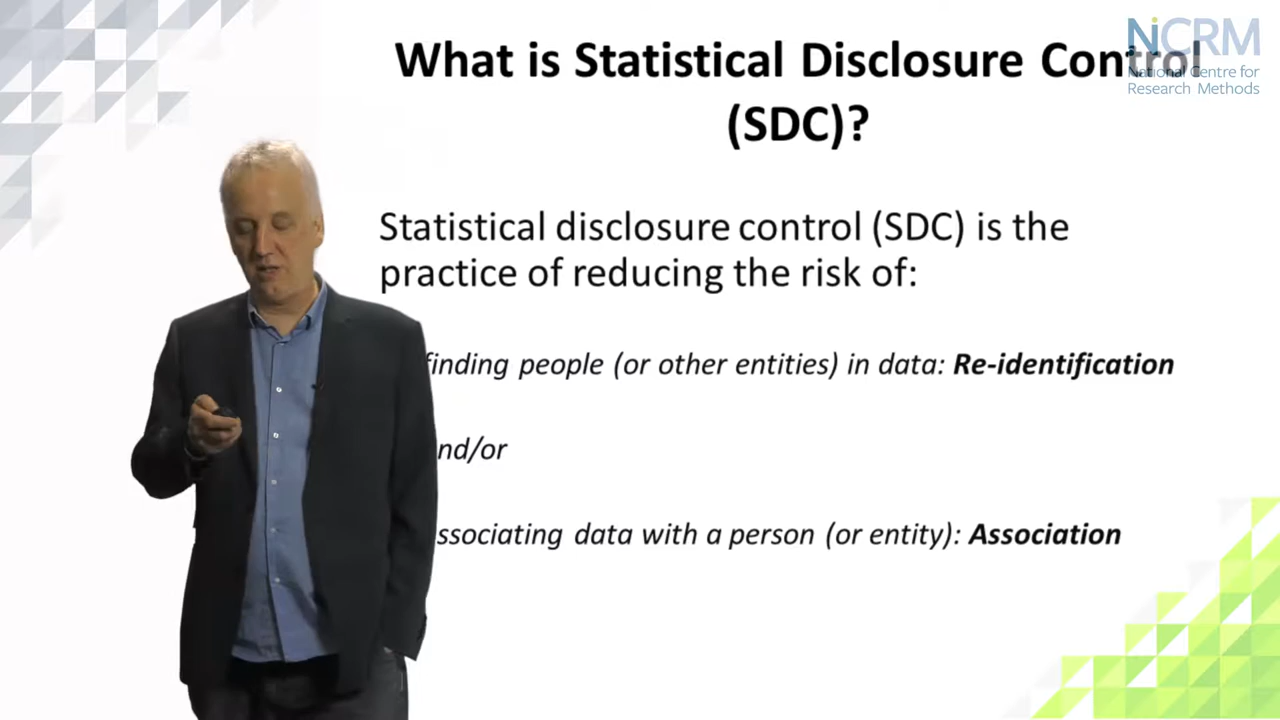 What is Statistical Disclosure Control
(SDC)?
NCRM
National Centre for
Research Methods
Statistical disclosure control (SDC) is the
practice of reducing the risk of:
finding people (or other entities) in data: Re-identification
nd/or
ssociating data with a person (or entity): Association